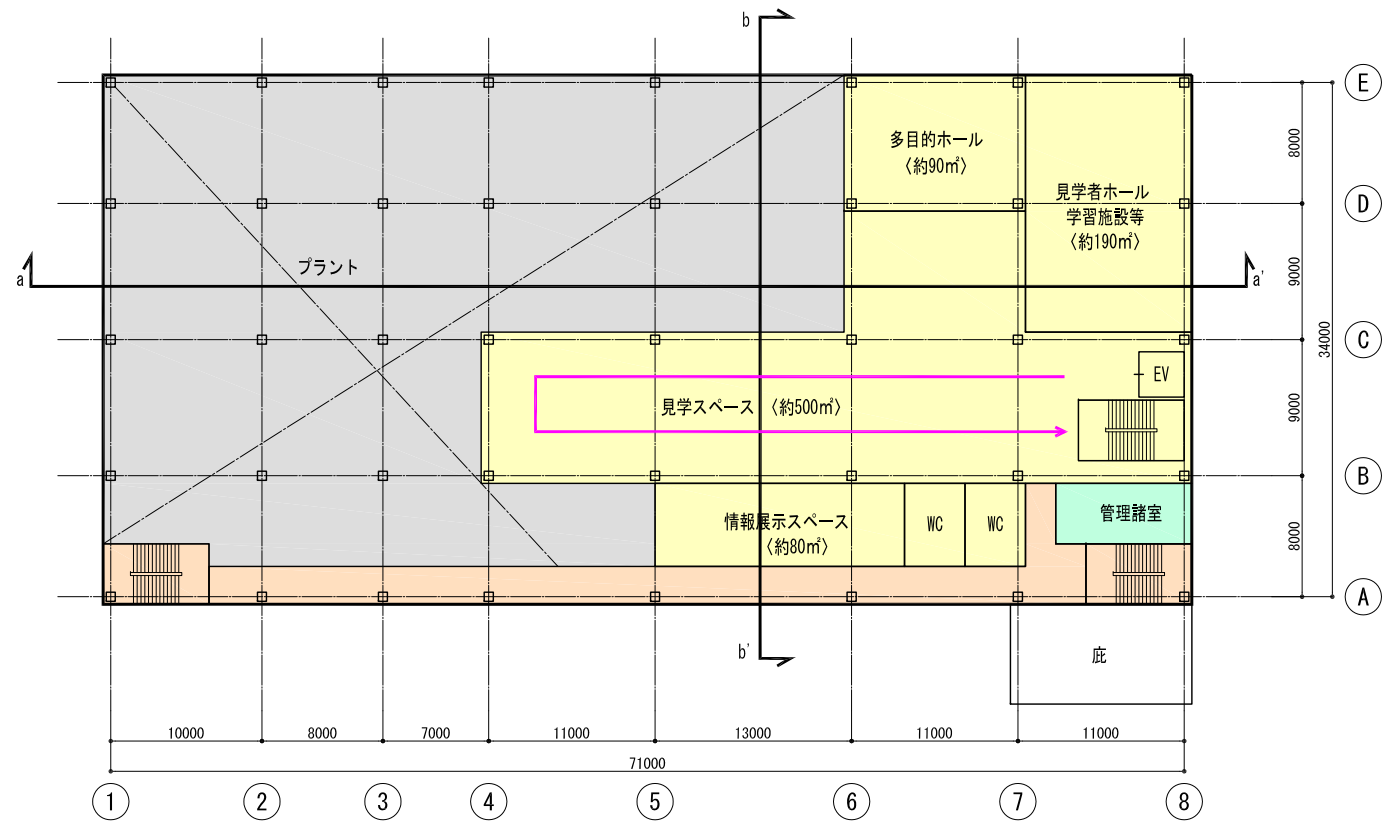 b
E
多目的ホール
〈約90㎡〉
8000
見学者ホール
学習施設等
〈約190㎡〉
D
プラント
a
a'
9000
C
34000
EV
見学スペース 〈約500㎡〉
9000
B
情報展示スペース
〈約80㎡〉
WC
WC
管理諸室
8000
A
b'
庇
10000
8000
7000
11000
13000
11000
11000
71000
1
2
3
4
5
6
7
8